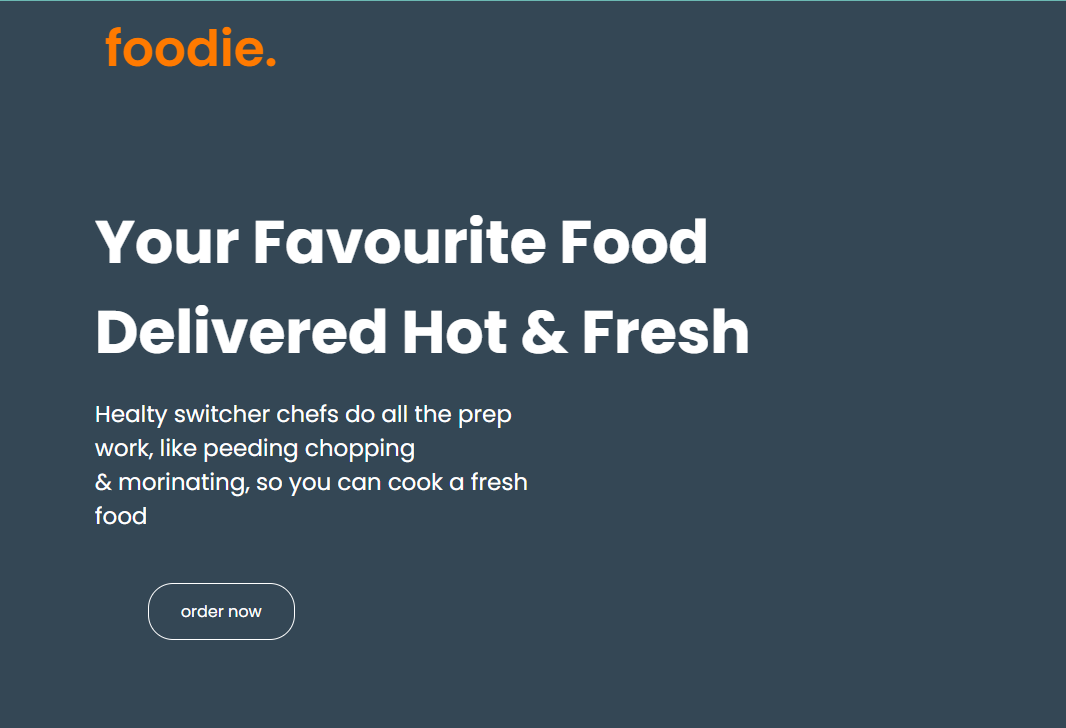 foodie.
Your Favourite Food
Delivered Hot & Fresh
Healty switcher chefs do all the prep
work, like peeding chopping
& morinating, so you can cook a fresh
food
order now